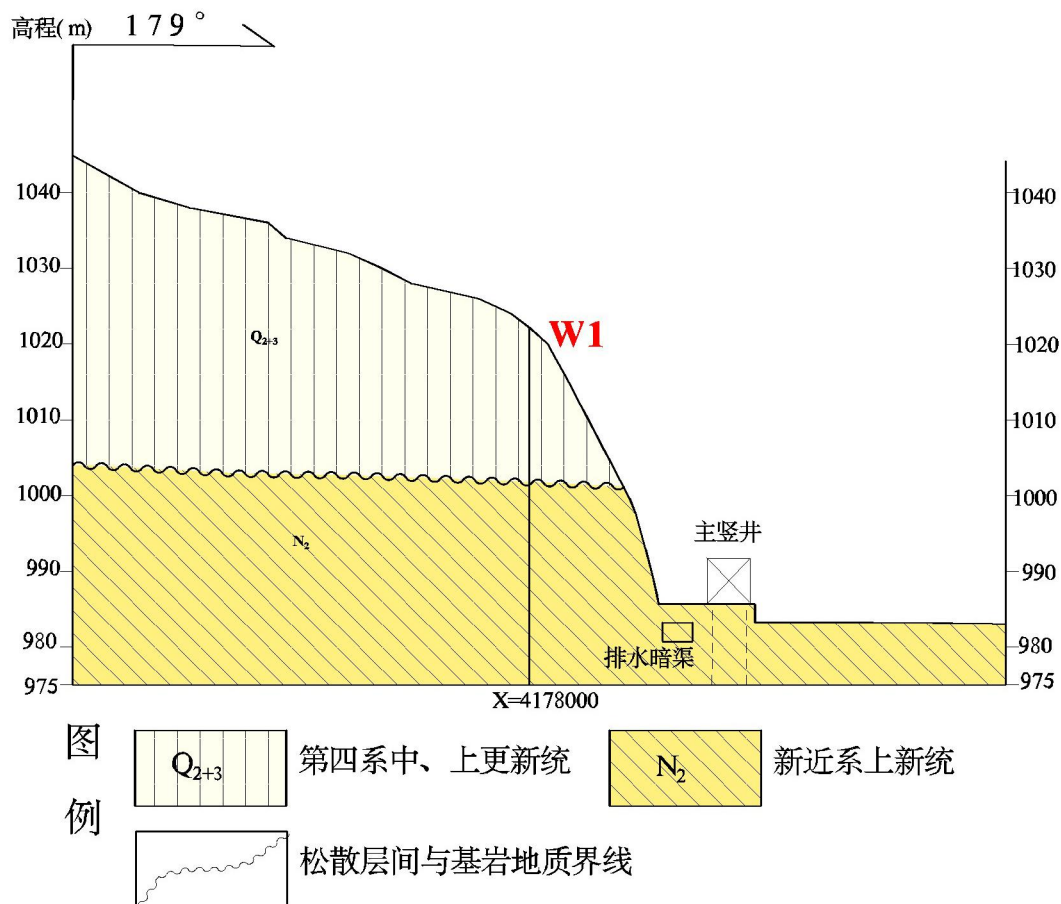 高程(m) 179°
1040 1040
1030 1030
Q2+3
W1
1020 1020
1010 1010
1000 1000
N2
主竖井
990 990
980 排水暗渠 980
975 975
X=4178000
图例
Q2+3 第四系中、上更新统
N2 新近系上新统
松散层间与基岩地质界线